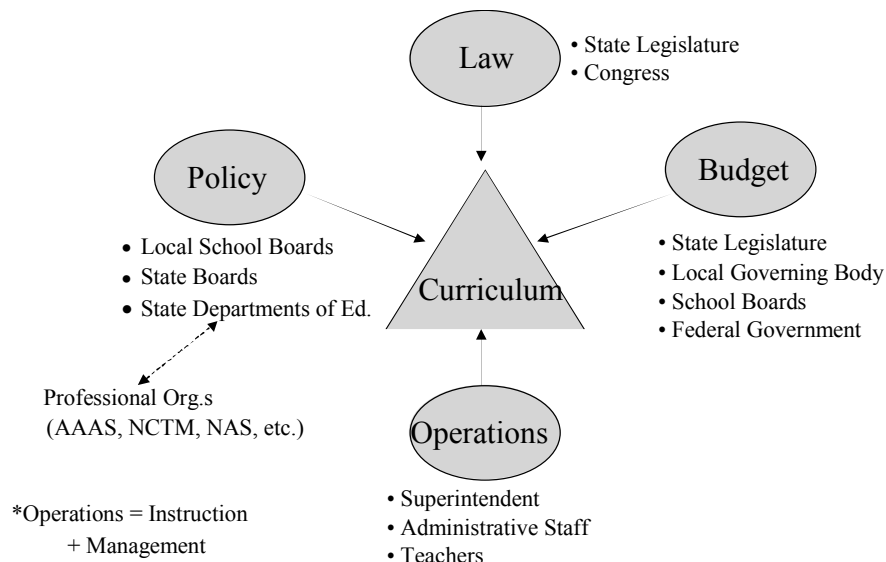 Law
• State Legislature
• Congress
Policy
• Local School Boards
• State Boards
• State Departments of Ed.
Professional Org.s
(AAAS, NCTM, NAS, etc.)
Budget
• State Legislature
• Local Governing Body
• School Boards
• Federal Government
Curriculum
Operations
• Superintendent
• Administrative Staff
• Teachers
*Operations = Instruction
+ Management